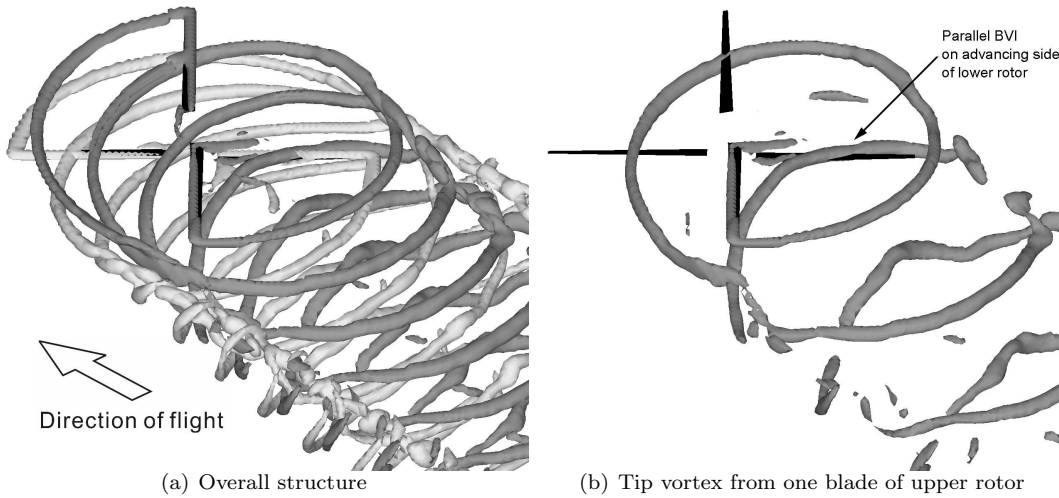 Parallel BVI
on advancing side
of lower rotor
Direction of flight
(a) Overall structure
(b) Tip vortex from one blade of upper rotor